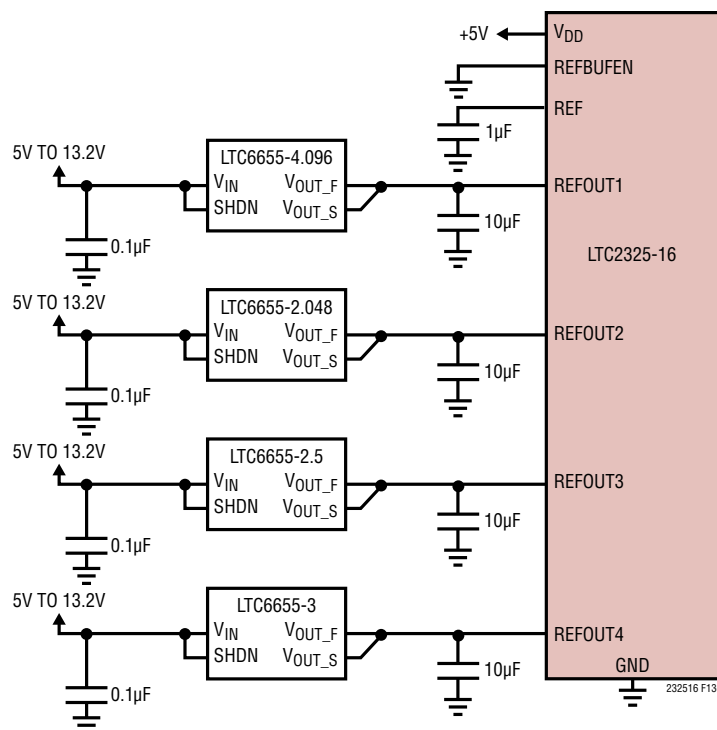 +5V
VDD
REFBUFEN
REF
1µF
5V TO 13.2V
LTC6655-4.096
VIN VOUT_F
SHDN VOUT_S
REFOUT1
0.1µF
10µF
LTC2325-16
5V TO 13.2V
LTC6655-2.048
VIN VOUT_F
SHDN VOUT_S
REFOUT2
0.1µF
10µF
5V TO 13.2V
LTC6655-2.5
VIN VOUT_F
SHDN VOUT_S
REFOUT3
0.1µF
10µF
5V TO 13.2V
LTC6655-3
VIN VOUT_F
SHDN VOUT_S
REFOUT4
0.1µF
10µF
GND
232516 F13